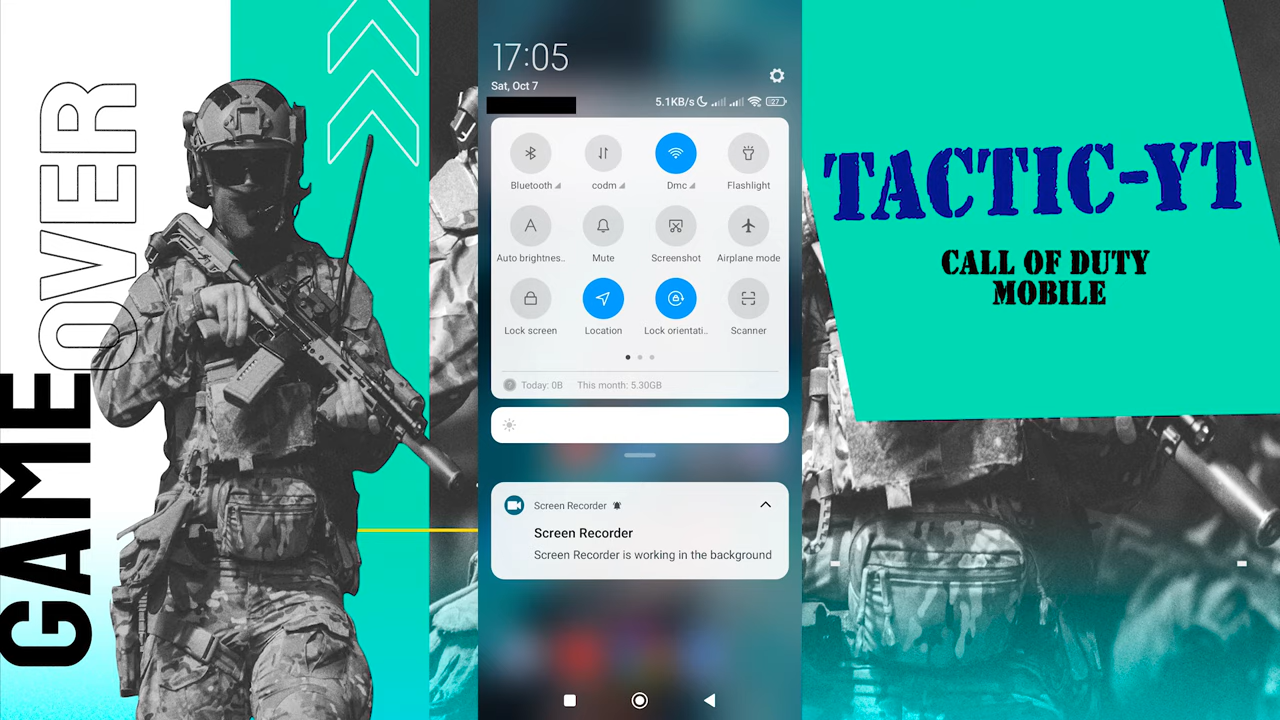 GAME OVER
17:05
Sat, Oct 7
5.1KB/s
27
Bluetooth
codm
Dmc
Flashlight
Auto brightnes..
Mute
Screenshot
Airplane mode
Lock screen
Location
Lock orientati..
Scanner
Today: 0B This month: 5.30GB
Screen Recorder
Screen Recorder
Screen Recorder is working in the background
TACTIC-YT
CALL OF DUTY
MOBILE